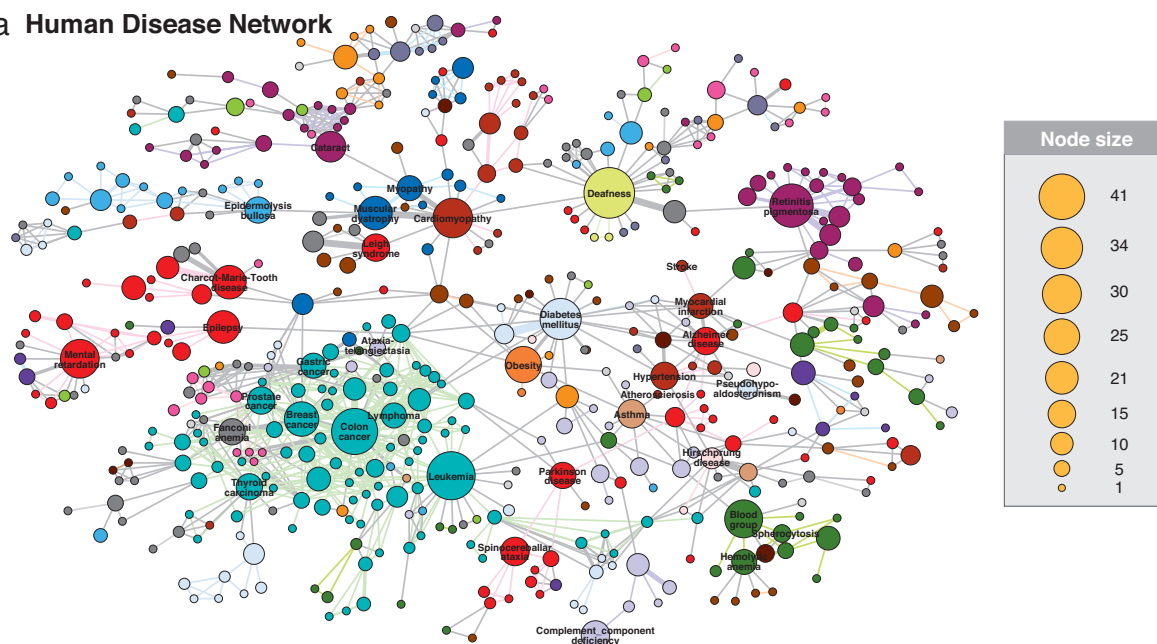 a Human Disease Network
Cataract
Myopathy
Deafness
Epidermolysis
bullosa
Muscular
dystrophy
Cardiomyopathy
Retinitis
pigmentosa
Leigh
syndrome
Stroke
Charcot-Marie-Tooth
disease
Myocardial
infarction
Diabetes
mellitus
Epilepsy
Ataxia-
telangiectasia
Alzheimer
disease
Mental
retardation
Gastric
cancer
Obesity
Hypertension
Pseudohypo-
aldosteronism
Atherosclerosis
Prostate
cancer
Breast
cancer
Lymphoma
Asthma
Fanconi
anemia
Colon
cancer
Hirschprung
disease
Parkinson
disease
Leukemia
Thyroid
carcinoma
Blood
group
Spherocytosis
Spinocereballar
ataxia
Hemolytic
anemia
Complement_component
deficiency
Node size
41
34
30
25
21
15
10
5
1